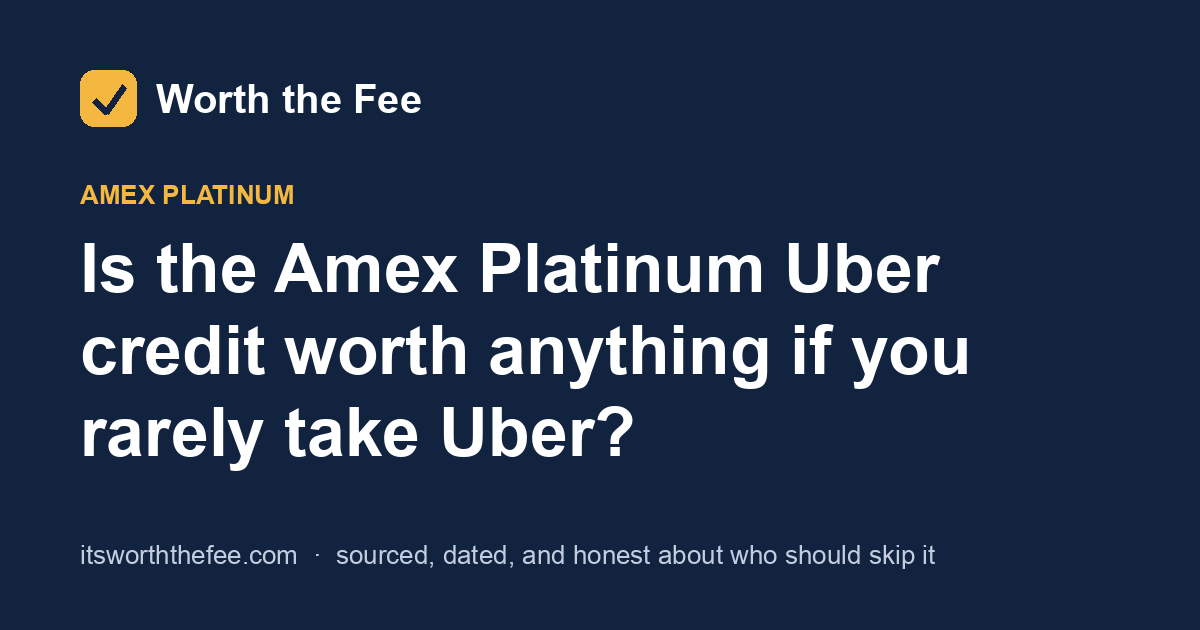 Worth the Fee
AMEX PLATINUM
Is the Amex Platinum Uber
credit worth anything if you
rarely take Uber?
itsworththefee.com · sourced, dated, and honest about who should skip it